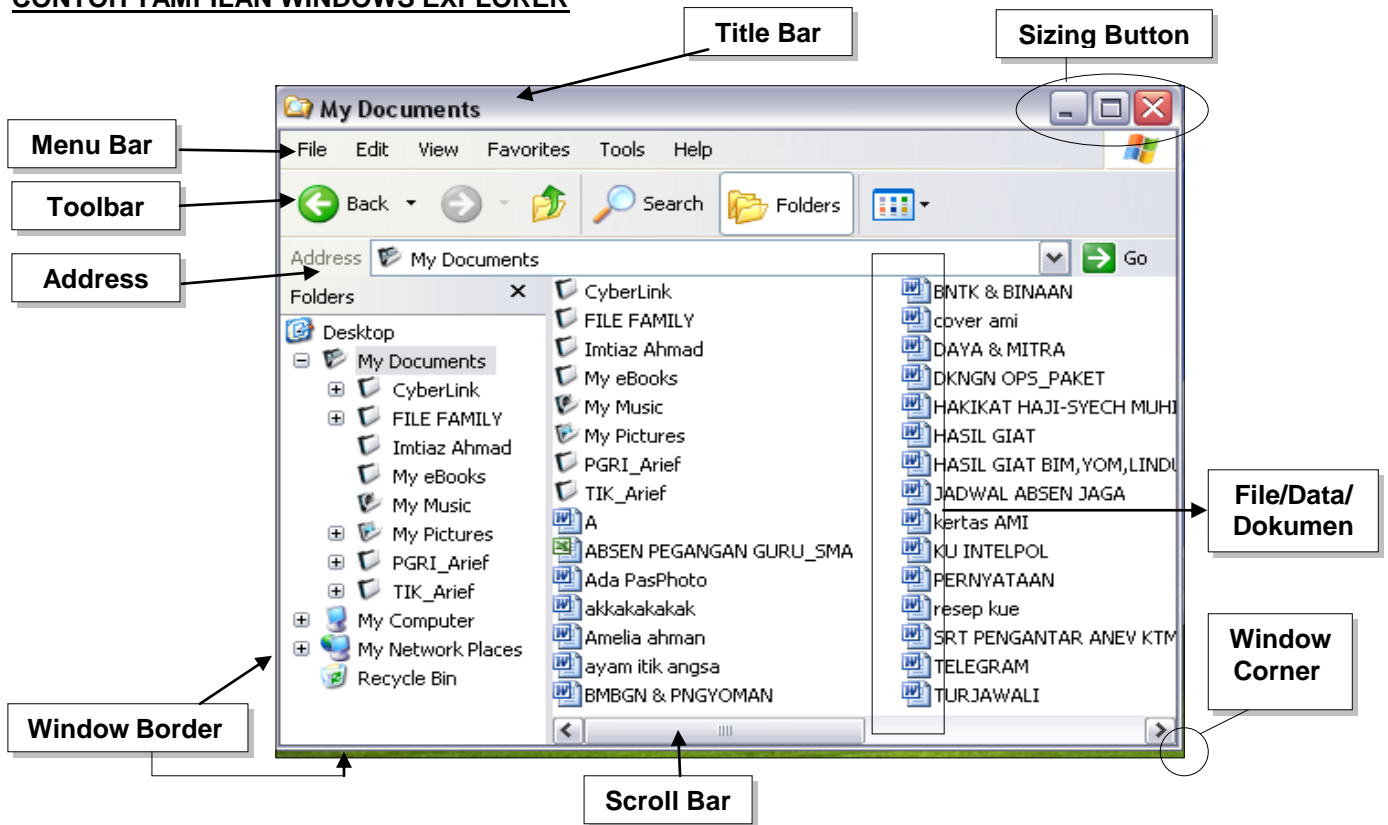 CONTOH TAMPILAN WINDOWS EXPLORER
Title Bar
Sizing Button
My Documents
Menu Bar
File Edit View Favorites Tools Help
Toolbar
Back Search Folders
Address
Address My Documents Go
Folders
Desktop
My Documents
CyberLink
FILE FAMILY
Imtiaz Ahmad
My eBooks
My Music
My Pictures
PGRI_Arief
TIK_Arief
My Computer
My Network Places
Recycle Bin
CyberLink
FILE FAMILY
Imtiaz Ahmad
My eBooks
My Music
My Pictures
PGRI_Arief
TIK_Arief
A
ABSEN PEGANGAN GURU_SMA
Ada PasPhoto
akkakakakak
Amelia ahman
ayam itik angsa
BMBGN & PNGYOMAN
BNTK & BINAAN
cover ami
DAYA & MITRA
DKNGN OPS_PAKET
HAKIKAT HAJI-SYECH MUHI
HASIL GIAT
HASIL GIAT BIM,YOM,LINDU
JADWAL ABSEN JAGA
kertas AMI
KU INTELPOL
PERNYATAAN
resep kue
SRT PENGANTAR ANEV KTM
TELEGRAM
TURJAWALI
File/Data/
Dokumen
Window
Corner
Window Border
Scroll Bar